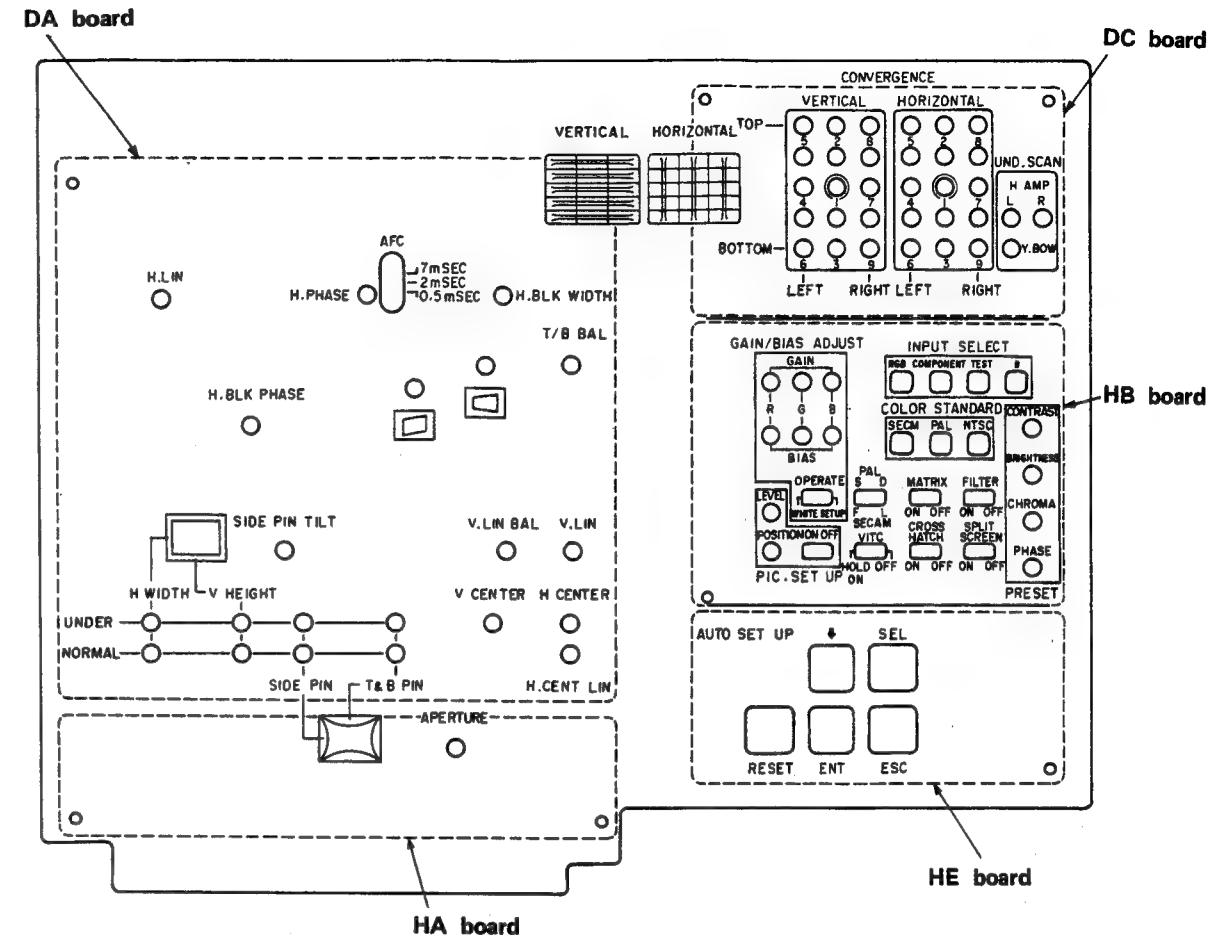 DA board
DC board
CONVERGENCE
VERTICAL HORIZONTAL
VERTICAL HORIZONTAL
TOP
5 2 8 5 2 8
UND. SCAN
H AMP
L R
4 1 7 4 1 7
Y.BOW
BOTTOM
6 3 9 6 3 9
LEFT RIGHT LEFT RIGHT
AFC
7mSEC
2mSEC
0.5mSEC
H.LIN
H.PHASE
H.BLK WIDTH
T/B BAL
H.BLK PHASE
SIDE PIN TILT
V.LIN BAL V.LIN
H WIDTH V HEIGHT
V CENTER H CENTER
UNDER
NORMAL
SIDE PIN T&B PIN
H.CENT LIN
APERTURE
HA board
GAIN/BIAS ADJUST
GAIN
R G B
BIAS
OPERATE
WHITE SETUP
LEVEL
POSITION ON OFF
PIC. SET UP
INPUT SELECT
RGB COMPONENT TEST
COLOR STANDARD
SECM PAL NTSC
HB board
CONTRAST
BRIGHTNESS
CHROMA
PHASE
PRESET
PAL
S D
F L
SECAM
MATRIX
ON OFF
FILTER
ON OFF
VITC
HOLD OFF
ON
CROSS
HATCH
ON OFF
SPLIT
SCREEN
ON OFF
AUTO SET UP
SEL
RESET ENT ESC
HE board